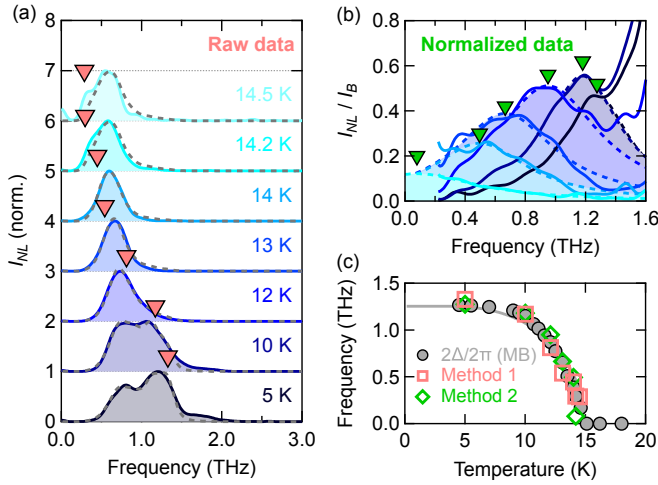 (a)
Raw data
7
6
5
4
3
2
1
0
I_NL (norm.)
14.5 K
14.2 K
14 K
13 K
12 K
10 K
5 K
0.0
1.0
2.0
3.0
Frequency (THz)
(b)
Normalized data
0.8
0.6
0.4
0.2
0.0
I_NL / I_B
0.0
0.4
0.8
1.2
1.6
Frequency (THz)
(c)
1.5
1.0
0.5
0.0
Frequency (THz)
2Δ/2π (MB)
Method 1
Method 2
0
5
10
15
20
Temperature (K)